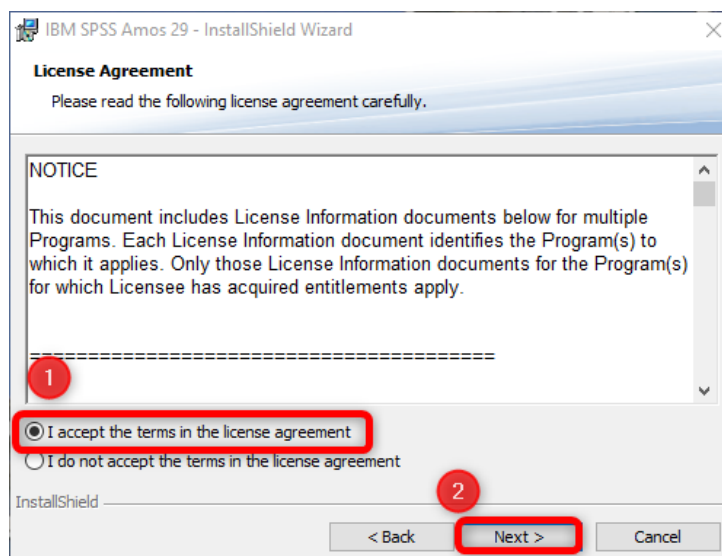 IBM SPSS Amos 29 - InstallShield Wizard
License Agreement
Please read the following license agreement carefully.
NOTICE
This document includes License Information documents below for multiple
Programs. Each License Information document identifies the Program(s) to
which it applies. Only those License Information documents for the Program(s)
for which Licensee has acquired entitlements apply.
========================================
1
I accept the terms in the license agreement
I do not accept the terms in the license agreement
2
InstallShield
< Back Next > Cancel